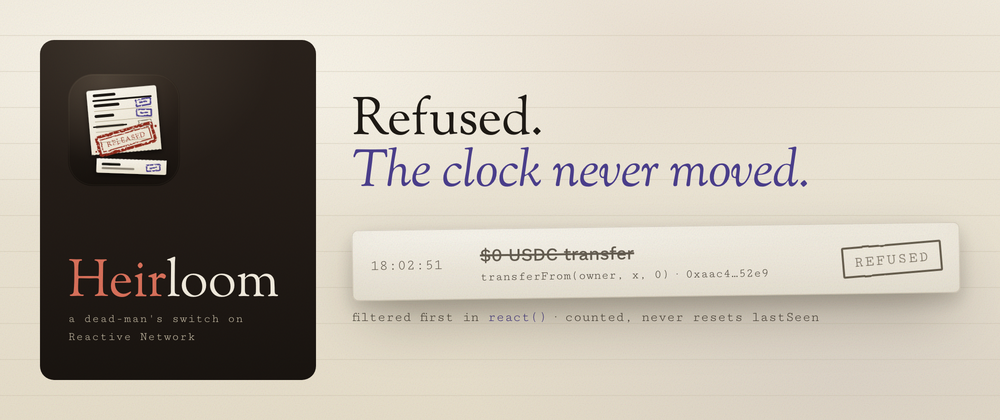 RELEASED
Heirloom
a dead-man's switch on
Reactive Network
Refused.
The clock never moved.
18:02:51
$0 USDC transfer
transferFrom(owner, x, 0) · 0xaac4…52e9
REFUSED
filtered first in react() · counted, never resets lastSeen